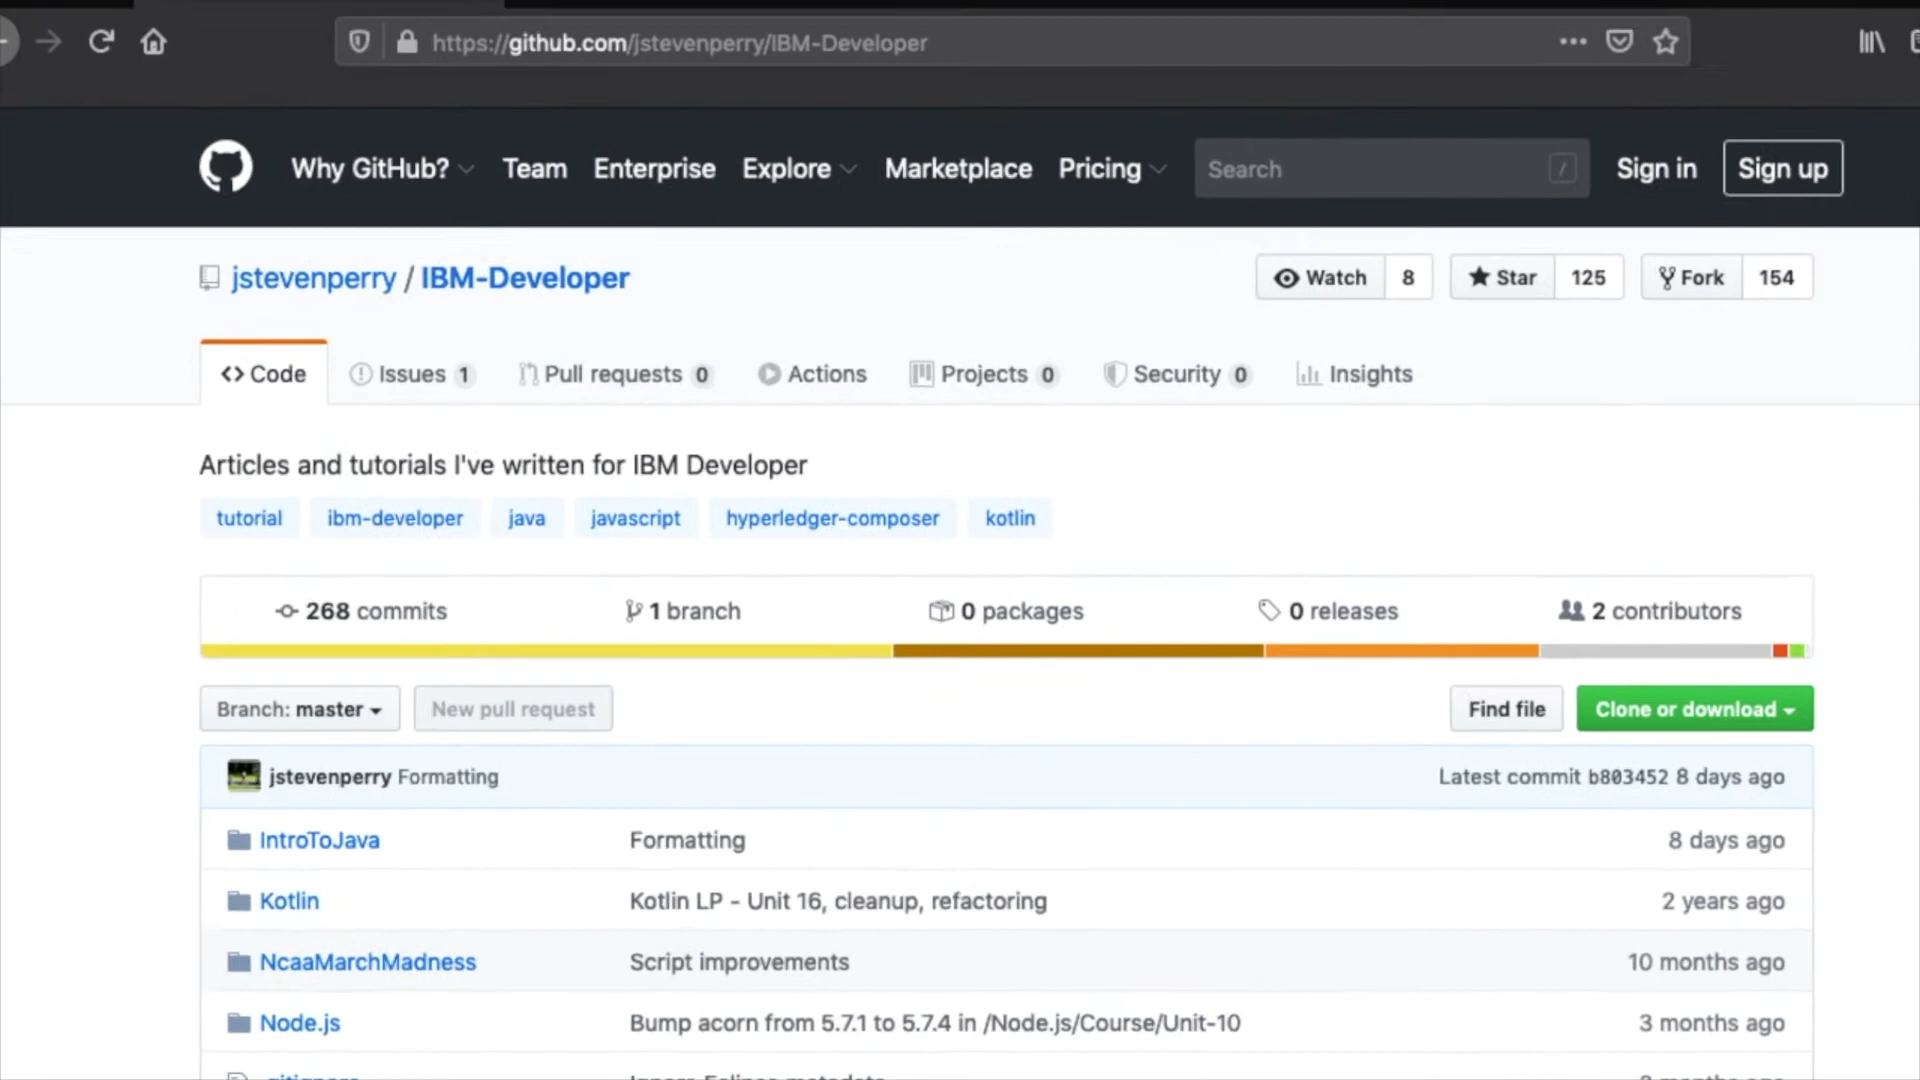 https://github.com/jstevenperry/IBM-Developer
Why GitHub? Team Enterprise Explore Marketplace Pricing Search / Sign in Sign up
jstevenperry / IBM-Developer Watch 8 Star 125 Fork 154
<> Code Issues 1 Pull requests 0 Actions Projects 0 Security 0 Insights
Articles and tutorials I've written for IBM Developer
tutorial ibm-developer java javascript hyperledger-composer kotlin
268 commits 1 branch 0 packages 0 releases 2 contributors
Branch: master New pull request Find file Clone or download
jstevenperry Formatting Latest commit b803452 8 days ago
IntroToJava Formatting 8 days ago
Kotlin Kotlin LP - Unit 16, cleanup, refactoring 2 years ago
NcaaMarchMadness Script improvements 10 months ago
Node.js Bump acorn from 5.7.1 to 5.7.4 in /Node.js/Course/Unit-10 3 months ago